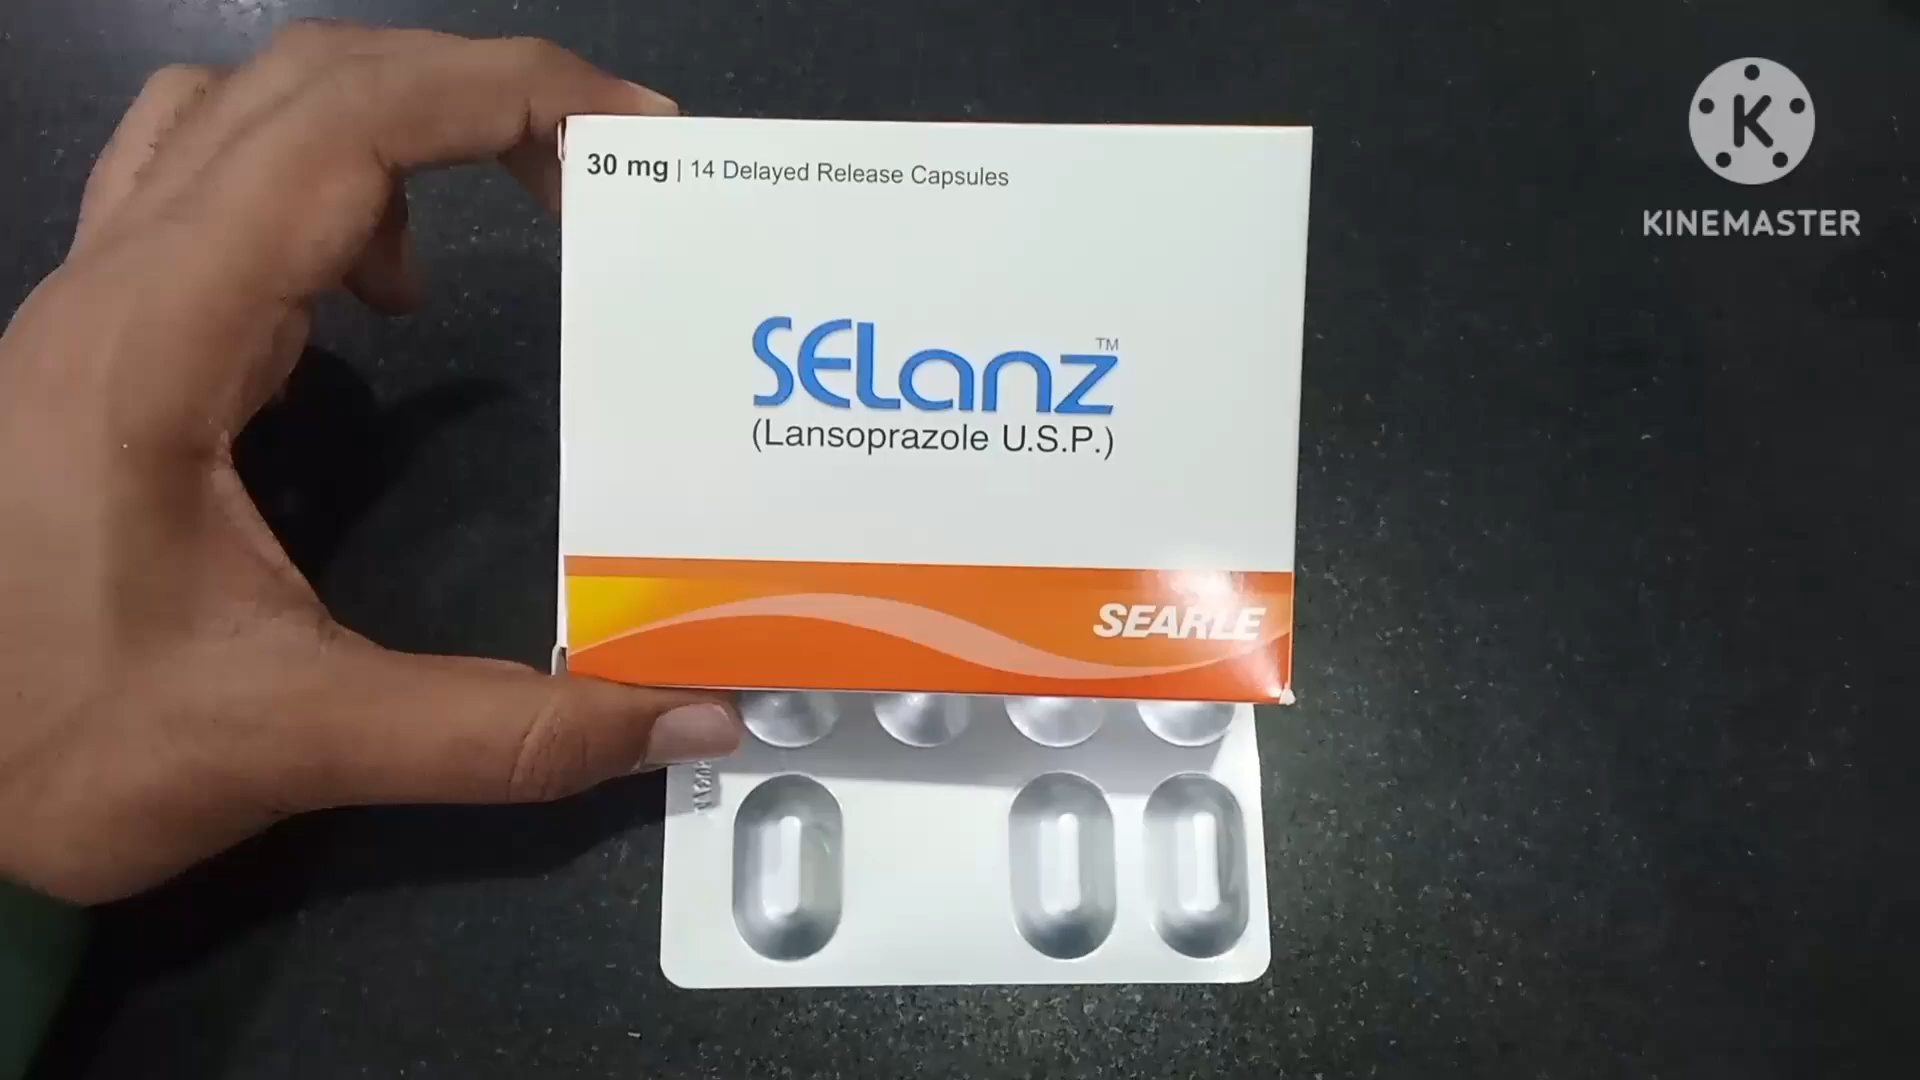 30 mg | 14 Delayed Release Capsules
SELanz™
(Lansoprazole U.S.P.)
SEARLE
K
KINEMASTER